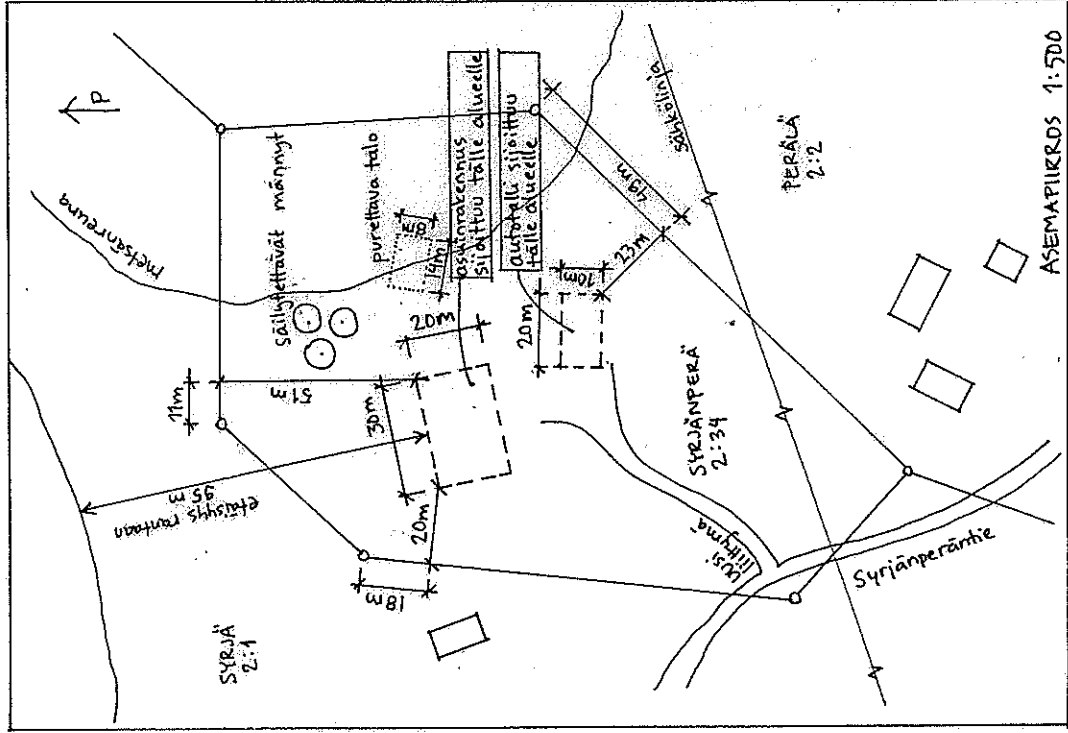 P
metsänreuna
11m
säilytettävät männyt
purettava talo
8m
14m
asuinrakennus
sijoittuu tälle alueelle
autotalli sijoittuu
tälle alueelle
51m
20m
30m
etäisyys rantaan
95 m
20m
18m
20m
10m
23m
49m
sähkölinja
SYRJÄ
2:1
SYRJÄNPERÄ
2:34
PERÄLÄ
2:2
UUSI
liittymä
Syrjänperäntie
ASEMAPIIRROS 1:500